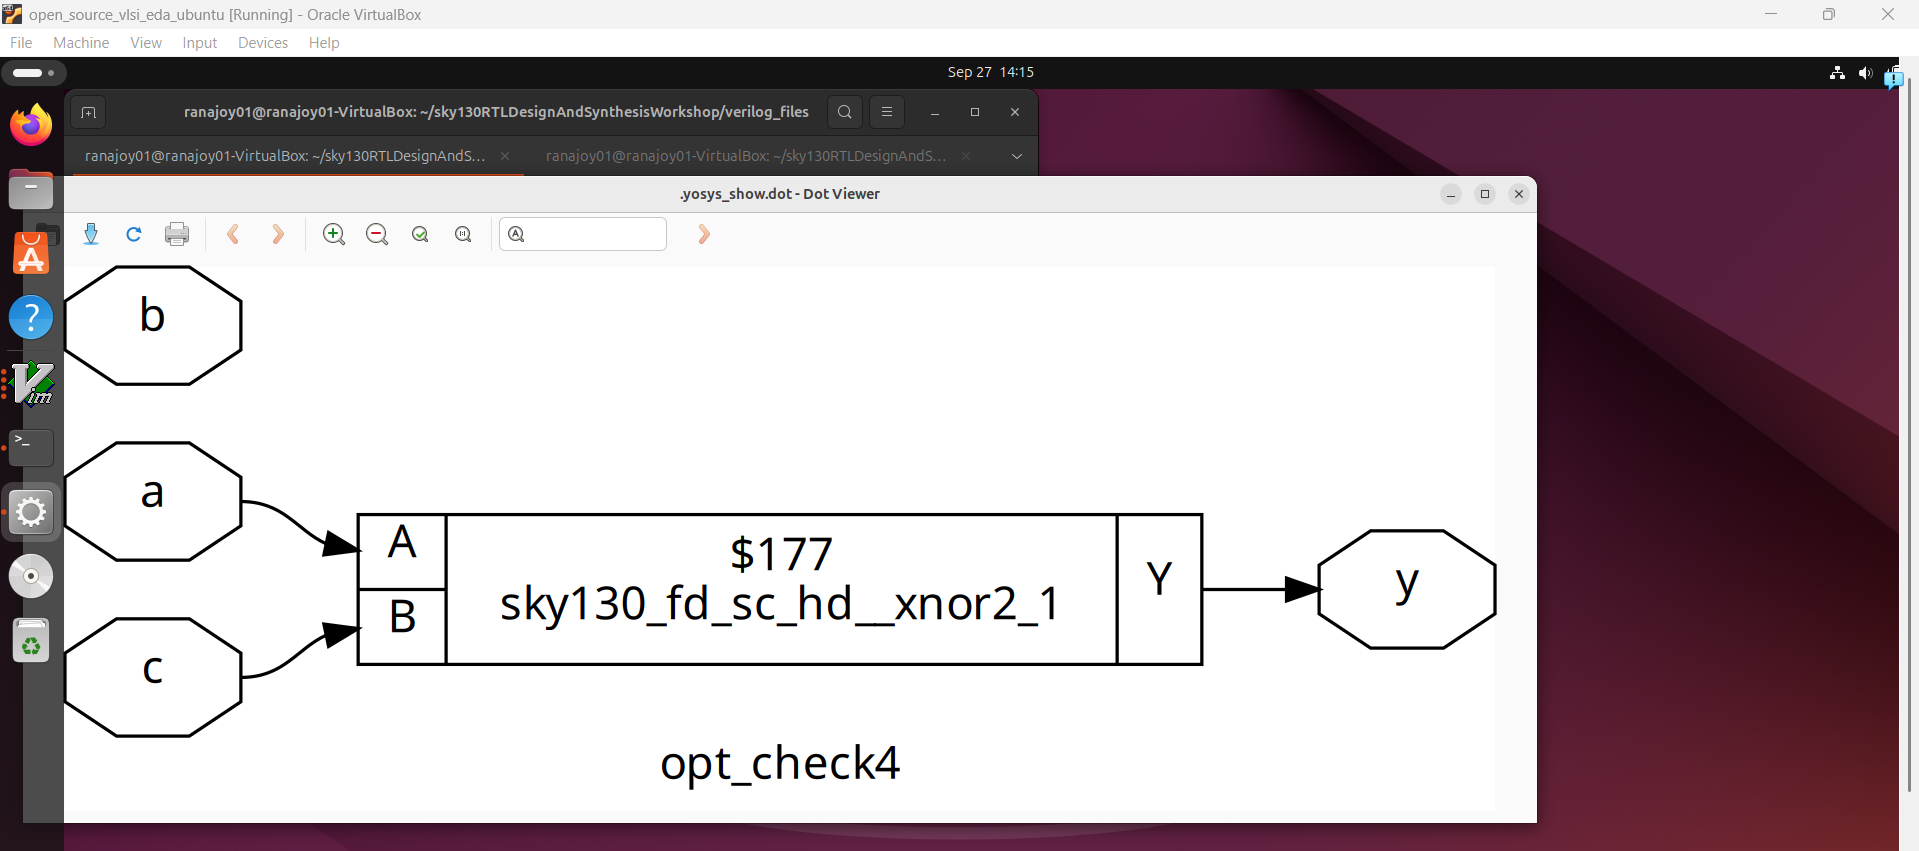 open_source_vlsi_eda_ubuntu [Running] - Oracle VirtualBox
File Machine View Input Devices Help
Sep 27 14:15
ranajoy01@ranajoy01-VirtualBox: ~/sky130RTLDesignAndSynthesisWorkshop/verilog_files
ranajoy01@ranajoy01-VirtualBox: ~/sky130RTLDesignAndS...
ranajoy01@ranajoy01-VirtualBox: ~/sky130RTLDesignAndS...
.yosys_show.dot - Dot Viewer
b
a
c
A
B
$177
sky130_fd_sc_hd__xnor2_1
Y
y
opt_check4